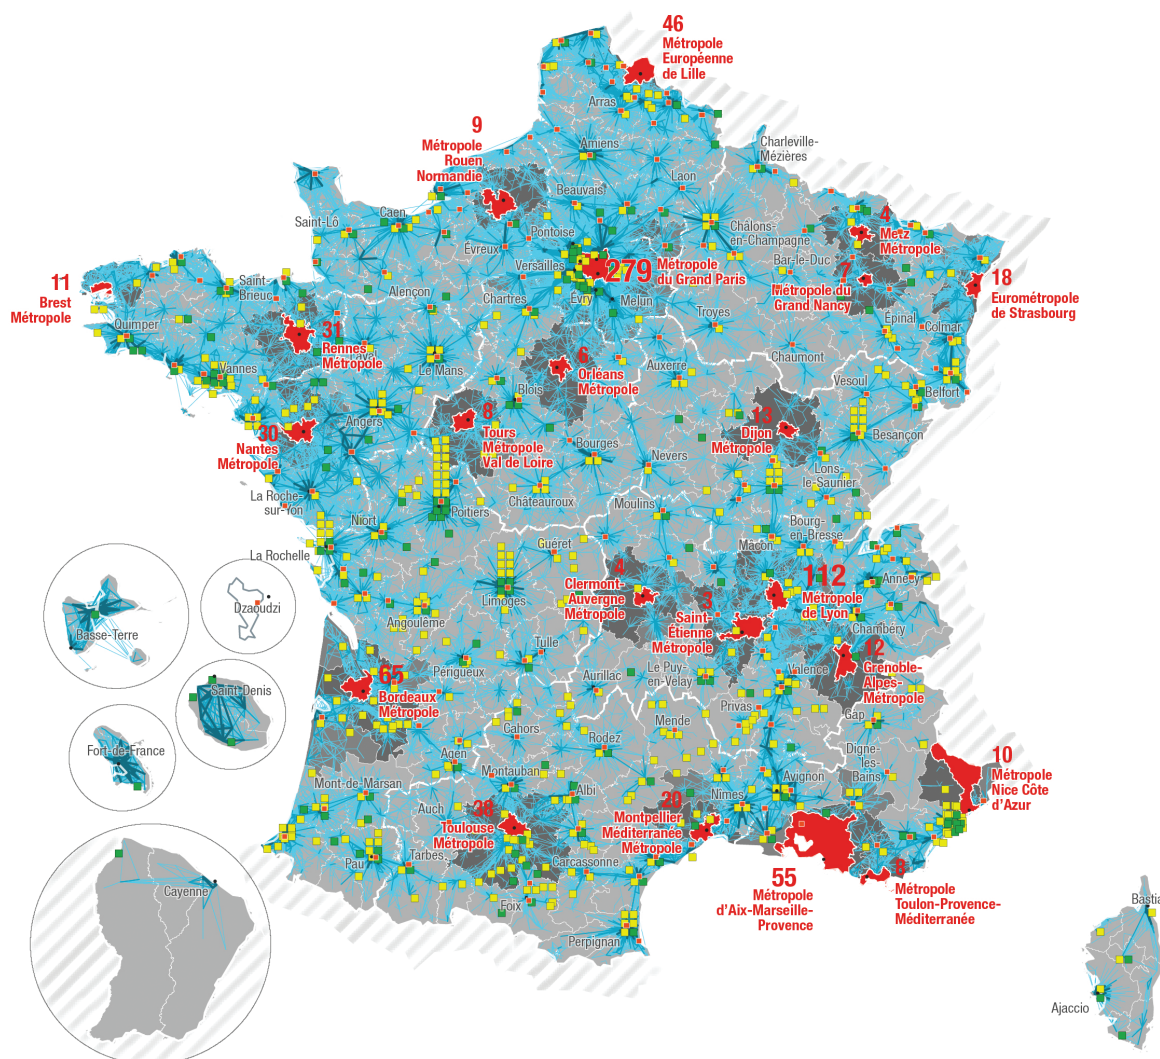 46
Métropole
Européenne
de Lille
Arras
9
Métropole
Rouen
Normandie
Amiens
Charleville-
Mézières
Laon
Beauvais
Saint-Lô
Caen
Évreux
Pontoise
Versailles
279
Métropole
du Grand Paris
Évry
Melun
Châlons-
en-Champagne
Bar-le-Duc
4
Metz
Métropole
7
Métropole du
Grand Nancy
18
Eurométropole
de Strasbourg
11
Brest
Métropole
Saint-
Brieuc
Quimper
Alençon
Chartres
Troyes
Épinal
Colmar
31
Rennes
Métropole
Vannes
Le Mans
6
Orléans
Métropole
Blois
Auxerre
Chaumont
Vesoul
Belfort
30
Nantes
Métropole
Angers
8
Tours
Métropole
Val de Loire
13
Dijon
Métropole
Besançon
Bourges
Nevers
Lons-
le-Saunier
La Roche-
sur-Yon
Niort
Poitiers
Châteauroux
Moulins
Bourg-
en-Bresse
Mâcon
La Rochelle
Guéret
Limoges
4
Clermont-
Auvergne
Métropole
3
Saint-
Étienne
Métropole
112
Métropole
de Lyon
Annecy
Chambéry
Angoulême
Tulle
12
Grenoble-
Alpes-
Métropole
Basse-Terre
Dzaoudzi
Saint-Denis
Fort-de-France
Cayenne
65
Bordeaux
Métropole
Périgueux
Aurillac
Le Puy-
en-Velay
Valence
Privas
Gap
Cahors
Mende
Rodez
Agen
Montauban
Mont-de-Marsan
Auch
Albi
Digne-
les-
Bains
Avignon
Nîmes
10
Métropole
Nice Côte
d'Azur
38
Toulouse
Métropole
20
Montpellier
Méditerranée
Métropole
Pau
Tarbes
Carcassonne
Foix
Perpignan
55
Métropole
d'Aix-Marseille-
Provence
8
Métropole
Toulon-Provence-
Méditerranée
Bastia
Ajaccio